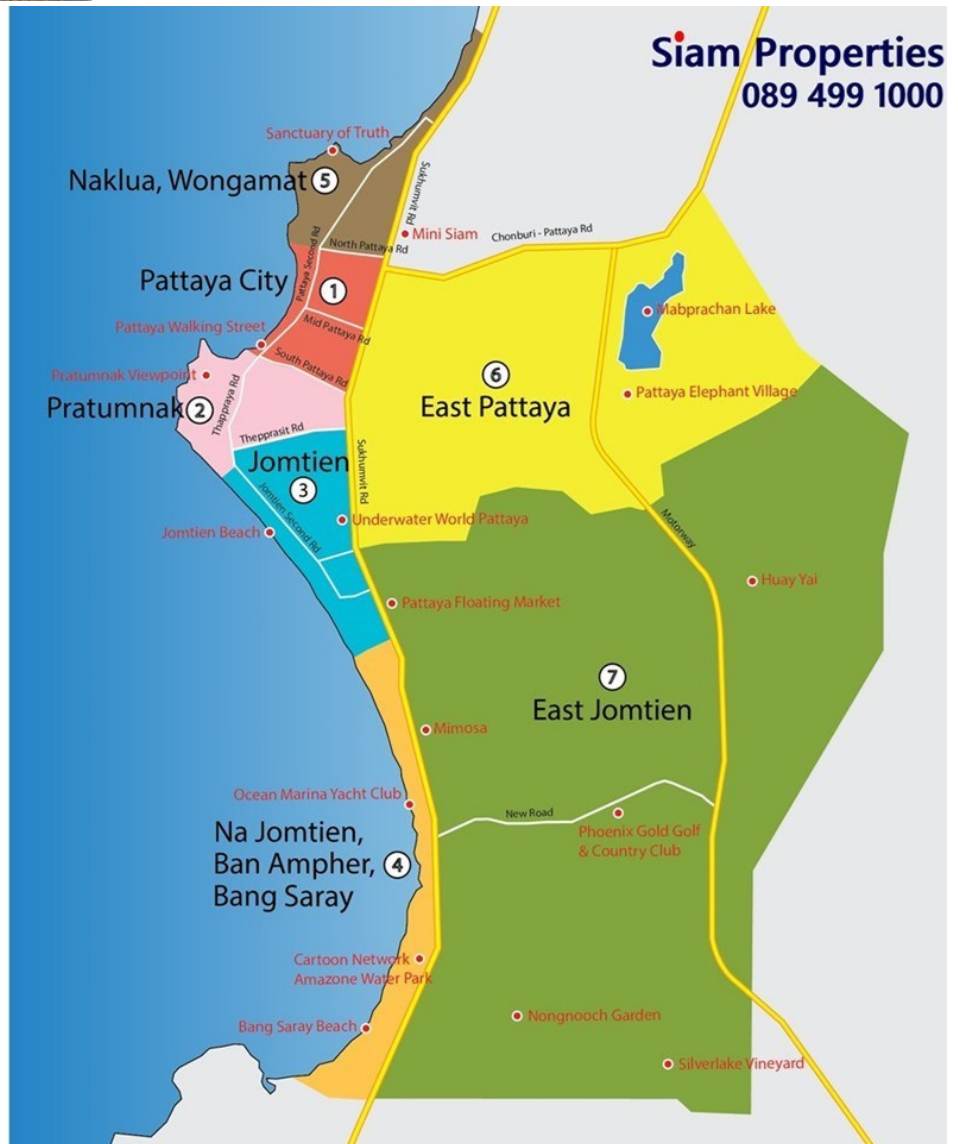 Siam Properties
089 499 1000
Sanctuary of Truth
Naklua, Wongamat 5
Sukhumvit Rd
Mini Siam
Chonburi - Pattaya Rd
North Pattaya Rd
Pattaya Second Rd
Pattaya City
1
Mabprachan Lake
Mid Pattaya Rd
Pattaya Walking Street
South Pattaya Rd
Pratumnak Viewpoint
6
Pattaya Elephant Village
Pratumnak 2
Thappraya Rd
East Pattaya
Thepprasit Rd
Jomtien
3
Sukhumvit Rd
Jomtien Second Rd
Underwater World Pattaya
Jomtien Beach
Motorway
Huay Yai
Pattaya Floating Market
7
East Jomtien
Mimosa
Ocean Marina Yacht Club
New Road
Phoenix Gold Golf
& Country Club
Na Jomtien,
Ban Ampher, 4
Bang Saray
Cartoon Network
Amazone Water Park
Nongnooch Garden
Bang Saray Beach
Silverlake Vineyard